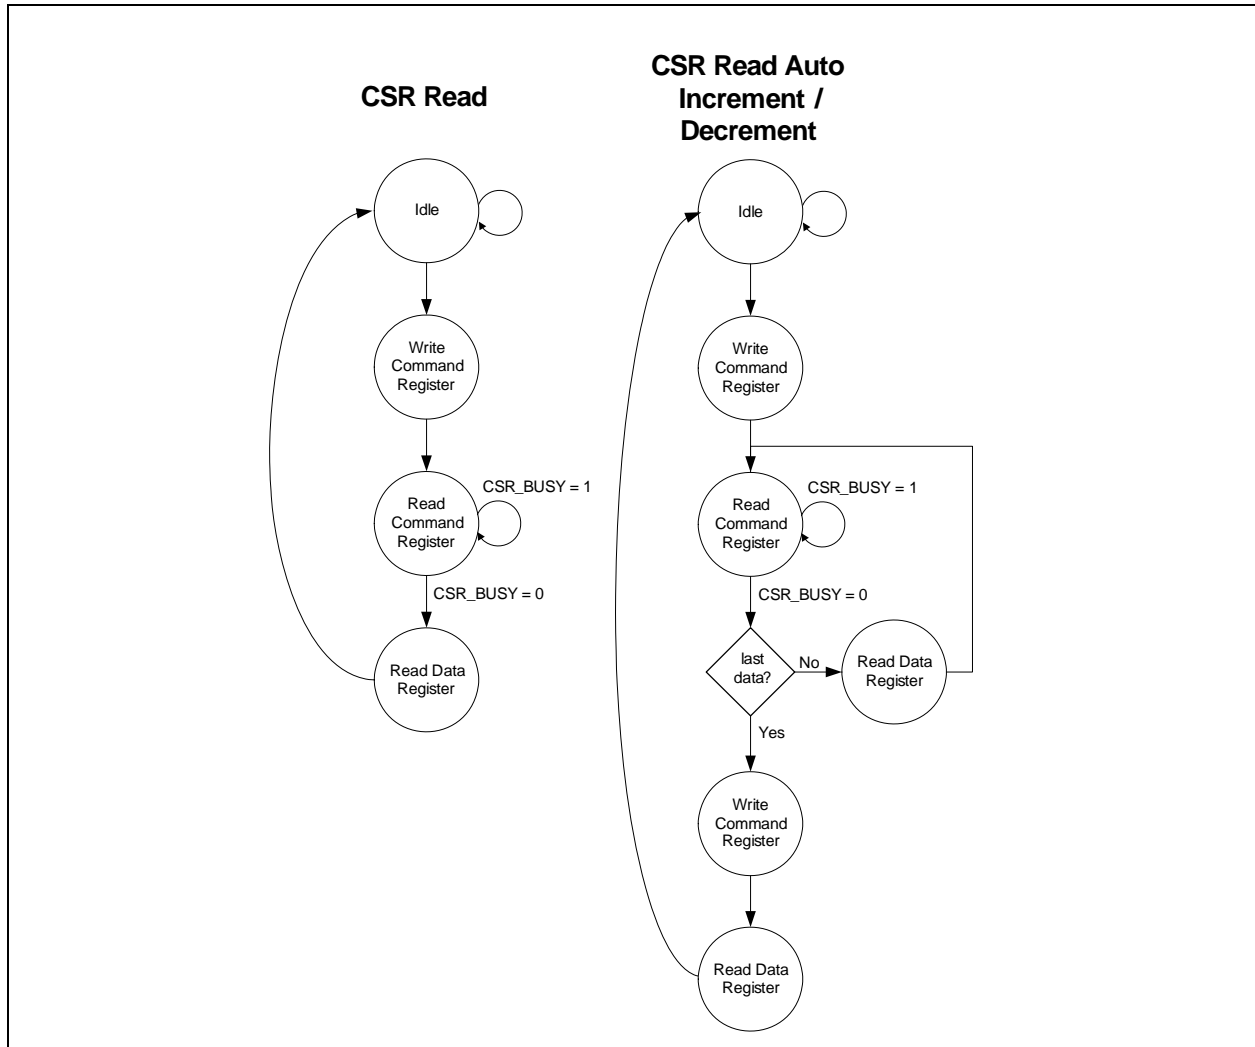 CSR Read
Idle
Write
Command
Register
CSR_BUSY = 1
Read
Command
Register
CSR_BUSY = 0
Read Data
Register
CSR Read Auto
Increment /
Decrement
Idle
Write
Command
Register
CSR_BUSY = 1
Read
Command
Register
CSR_BUSY = 0
last
data?
No
Read Data
Register
Yes
Write
Command
Register
Read Data
Register